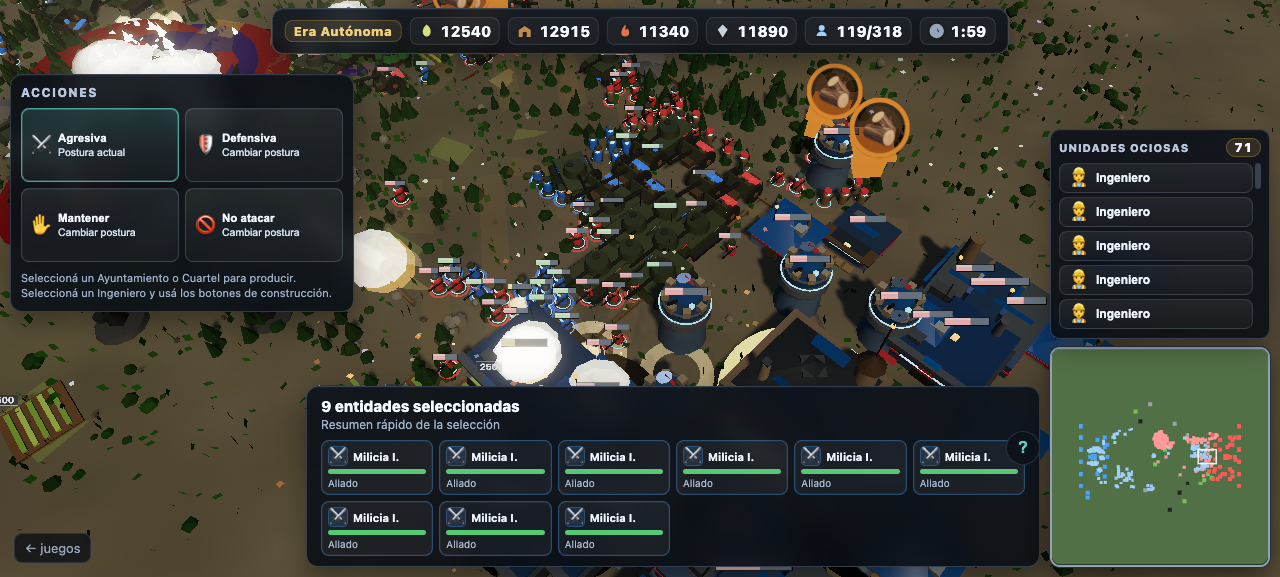 Era Autónoma
12540
12915
11340
11890
119/318
1:59
ACCIONES
Agresiva
Postura actual
Defensiva
Cambiar postura
Mantener
Cambiar postura
No atacar
Cambiar postura
Seleccioná un Ayuntamiento o Cuartel para producir.
Seleccioná un Ingeniero y usá los botones de construcción.
UNIDADES OCIOSAS
71
Ingeniero
Ingeniero
Ingeniero
Ingeniero
Ingeniero
9 entidades seleccionadas
Resumen rápido de la selección
?
Milicia I.
Aliado
Milicia I.
Aliado
Milicia I.
Aliado
Milicia I.
Aliado
Milicia I.
Aliado
Milicia I.
Aliado
Milicia I.
Aliado
Milicia I.
Aliado
Milicia I.
Aliado
← juegos